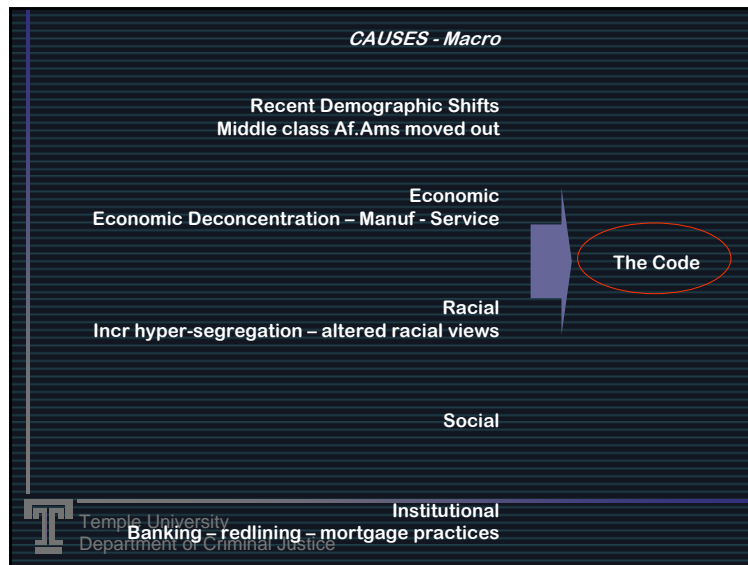 CAUSES - Macro
Recent Demographic Shifts
Middle class Af.Ams moved out
Economic
Economic Deconcentration – Manuf - Service
The Code
Racial
Incr hyper-segregation – altered racial views
Social
Institutional
Banking – redlining – mortgage practices
Temple University
Department of Criminal Justice